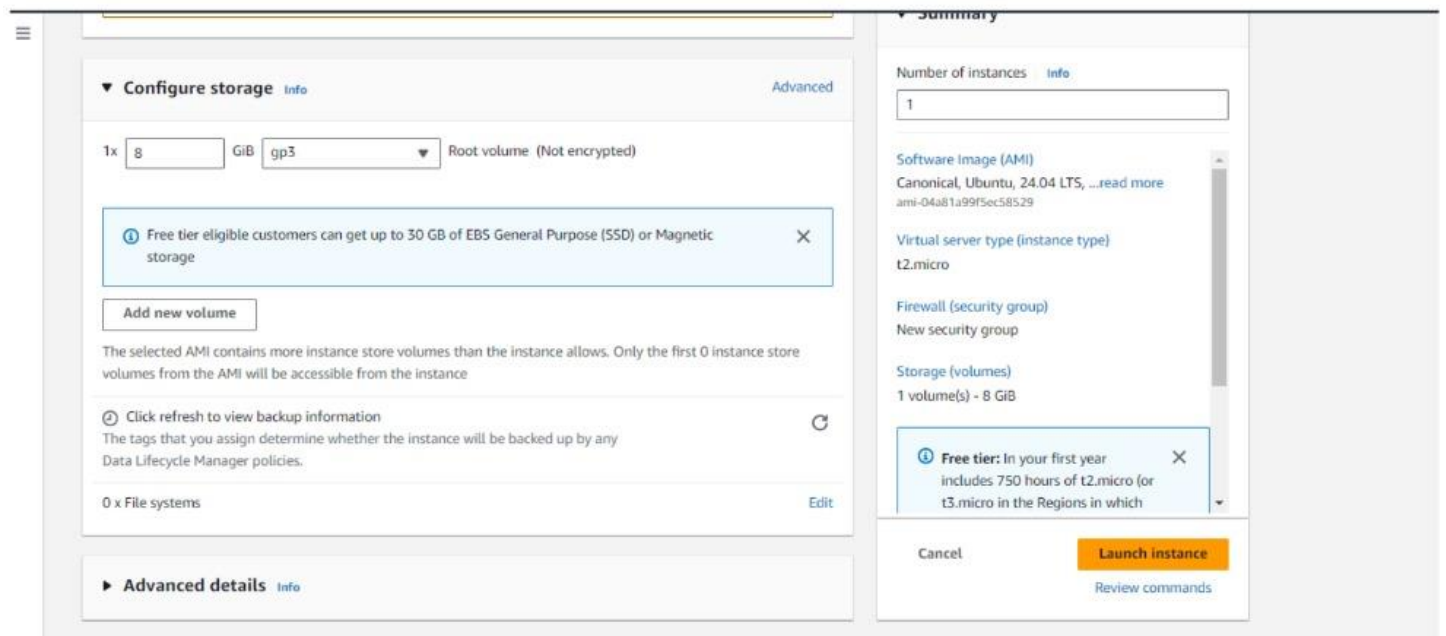 Configure storage Info
Advanced
1x 8 GiB gp3 Root volume (Not encrypted)
Free tier eligible customers can get up to 30 GB of EBS General Purpose (SSD) or Magnetic
storage
Add new volume
The selected AMI contains more instance store volumes than the instance allows. Only the first 0 instance store
volumes from the AMI will be accessible from the instance
Click refresh to view backup information
The tags that you assign determine whether the instance will be backed up by any
Data Lifecycle Manager policies.
0 x File systems
Edit
Advanced details Info
Summary
Number of instances Info
1
Software Image (AMI)
Canonical, Ubuntu, 24.04 LTS, ...read more
ami-04a81a99f5ec58529
Virtual server type (instance type)
t2.micro
Firewall (security group)
New security group
Storage (volumes)
1 volume(s) - 8 GiB
Free tier: In your first year
includes 750 hours of t2.micro (or
t3.micro in the Regions in which
Cancel
Launch instance
Review commands